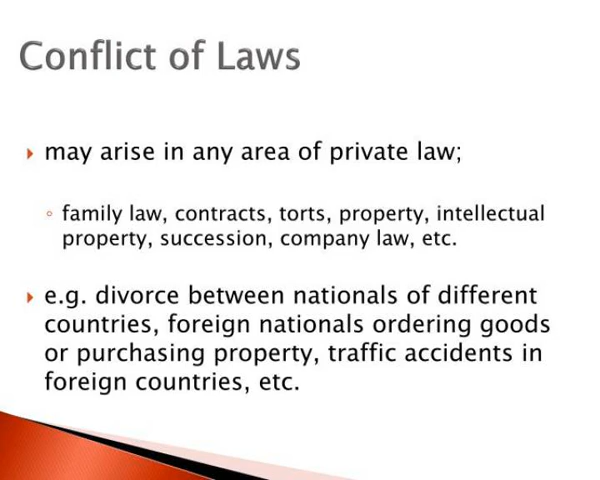 Conflict of Laws
may arise in any area of private law;
family law, contracts, torts, property, intellectual
property, succession, company law, etc.
e.g. divorce between nationals of different
countries, foreign nationals ordering goods
or purchasing property, traffic accidents in
foreign countries, etc.